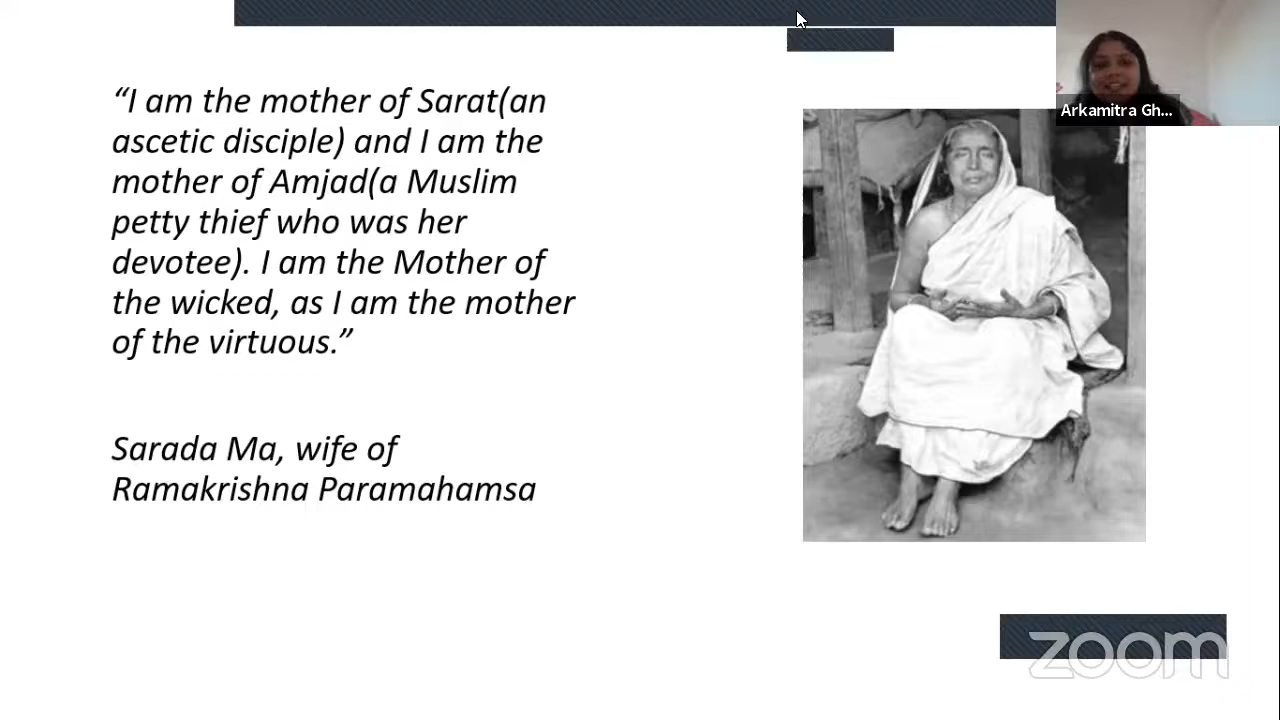 “I am the mother of Sarat(an
ascetic disciple) and I am the
mother of Amjad(a Muslim
petty thief who was her
devotee). I am the Mother of
the wicked, as I am the mother
of the virtuous.”
Sarada Ma, wife of
Ramakrishna Paramahamsa
Arkamitra Gh...
zoom